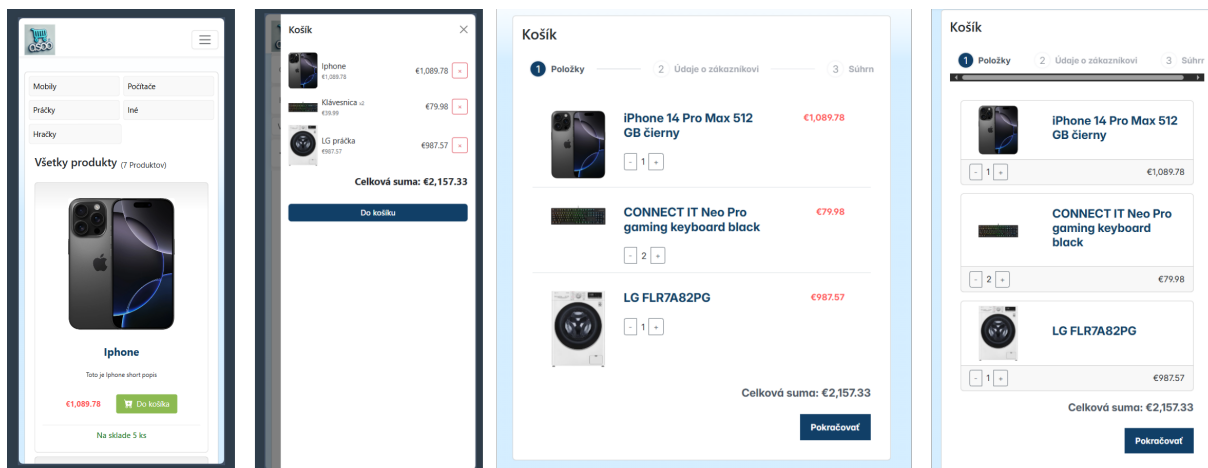 asoo
Mobily
Počítače
Práčky
Iné
Hračky
Všetky produkty (7 Produktov)
Iphone
Toto je Iphone short popis
€1,089.78
Do košíka
Na sklade 5 ks
Košík
Iphone
€1,089.78
€1,089.78
×
Klávesnica x2
€39.99
€79.98
×
LG práčka
€987.57
€987.57
×
Celková suma: €2,157.33
Do košíku
Košík
1 Položky
2 Údaje o zákazníkovi
3 Súhrn
iPhone 14 Pro Max 512
GB čierny
€1,089.78
- 1 +
CONNECT IT Neo Pro
gaming keyboard black
€79.98
- 2 +
LG FLR7A82PG
€987.57
- 1 +
Celková suma: €2,157.33
Pokračovať
Košík
1 Položky
2 Údaje o zákazníkovi
3 Súhrn
iPhone 14 Pro Max 512
GB čierny
- 1 +
€1,089.78
CONNECT IT Neo Pro
gaming keyboard
black
- 2 +
€79.98
LG FLR7A82PG
- 1 +
€987.57
Celková suma: €2,157.33
Pokračovať